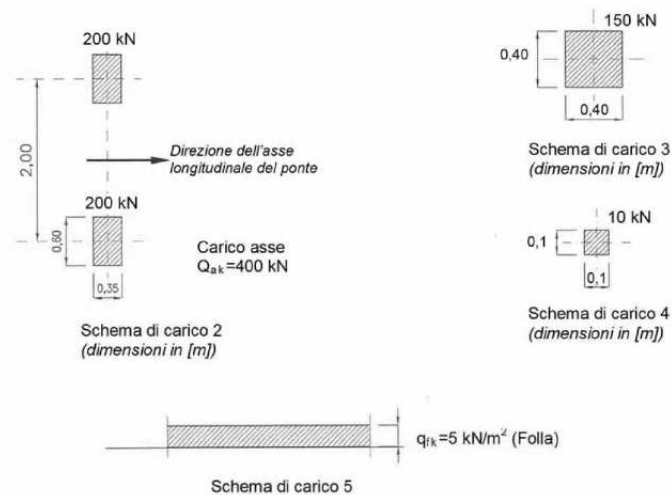 200 kN
2,00
Direzione dell'asse
longitudinale del ponte
200 kN
0,60
0,35
Carico asse
Qak=400 kN
Schema di carico 2
(dimensioni in [m])
150 kN
0,40
0,40
Schema di carico 3
(dimensioni in [m])
10 kN
0,1
0,1
Schema di carico 4
(dimensioni in [m])
qfk=5 kN/m² (Folla)
Schema di carico 5